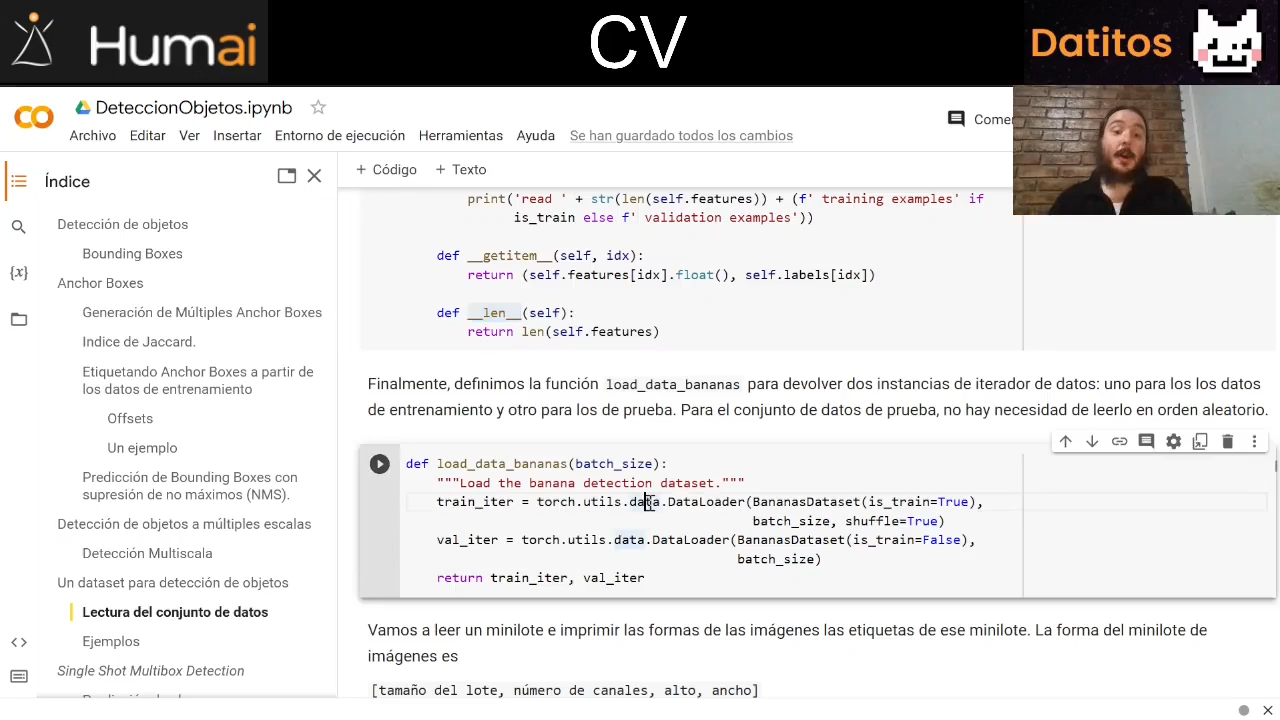 Humai
CV
Datitos
DeteccionObjetos.ipynb
Archivo Editar Ver Insertar Entorno de ejecución Herramientas Ayuda Se han guardado todos los cambios
+ Código + Texto
Índice
Detección de objetos
Bounding Boxes
Anchor Boxes
Generación de Múltiples Anchor Boxes
Indice de Jaccard.
Etiquetando Anchor Boxes a partir de los datos de entrenamiento
Offsets
Un ejemplo
Predicción de Bounding Boxes con
supresión de no máximos (NMS).
Detección de objetos a múltiples escalas
Detección Multiscala
Un dataset para detección de objetos
Lectura del conjunto de datos
Ejemplos
Single Shot Multibox Detection
print('read ' + str(len(self.features)) + (f' training examples' if
is_train else f' validation examples'))
def __getitem__(self, idx):
return (self.features[idx].float(), self.labels[idx])
def __len__(self):
return len(self.features)
Finalmente, definimos la función load_data_bananas para devolver dos instancias de iterador de datos: uno para los los datos
de entrenamiento y otro para los de prueba. Para el conjunto de datos de prueba, no hay necesidad de leerlo en orden aleatorio.
def load_data_bananas(batch_size):
"""Load the banana detection dataset."""
train_iter = torch.utils.data.DataLoader(BananasDataset(is_train=True),
batch_size, shuffle=True)
val_iter = torch.utils.data.DataLoader(BananasDataset(is_train=False),
batch_size)
return train_iter, val_iter
Vamos a leer un minilote e imprimir las formas de las imágenes las etiquetas de ese minilote. La forma del minilote de
imágenes es
[tamaño del lote, número de canales, alto, ancho]